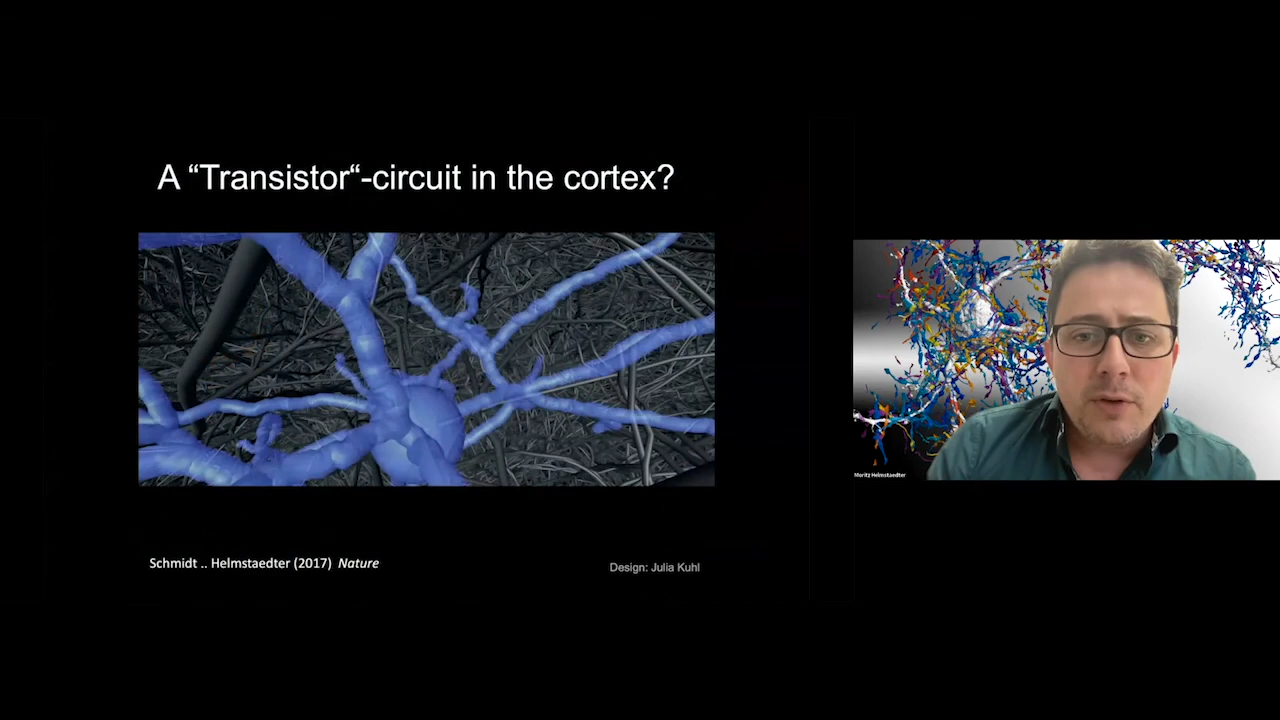 A “Transistor“-circuit in the cortex?
Schmidt .. Helmstaedter (2017) Nature
Design: Julia Kuhl
Moritz Helmstaedter